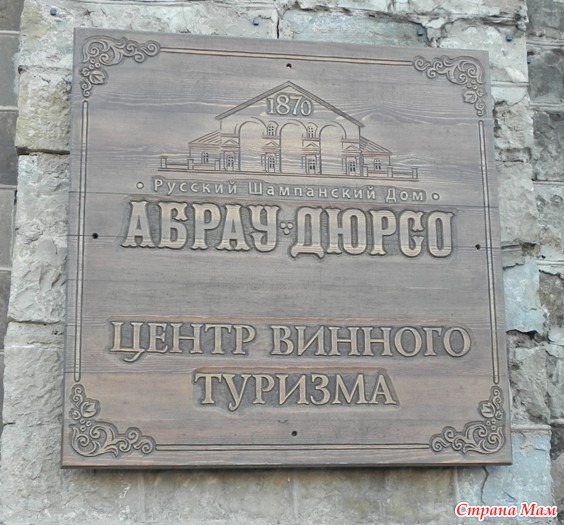 1870
• Русский Шампанский Дом •
АБРАУ-ДЮРСО
ЦЕНТР ВИННОГО
ТУРИЗМА
Страна Мам